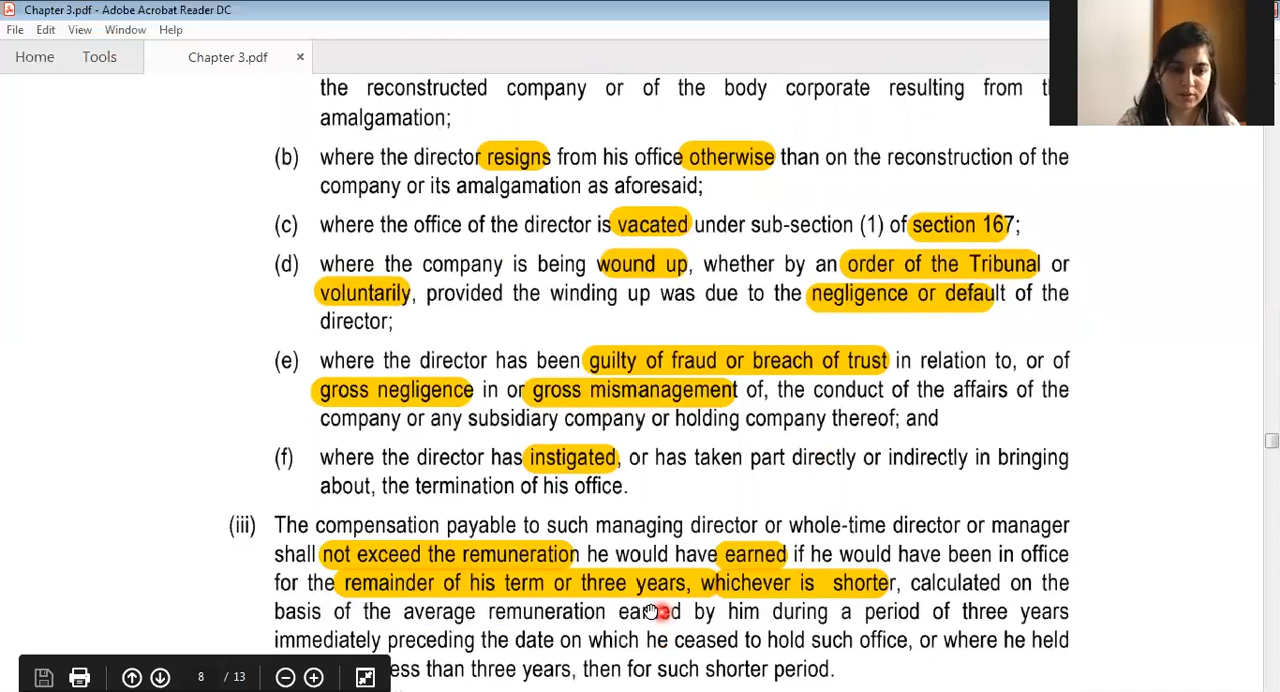 Chapter 3.pdf - Adobe Acrobat Reader DC
File Edit View Window Help
Home Tools Chapter 3.pdf ×
the reconstructed company or of the body corporate resulting from
amalgamation;
(b) where the director resigns from his office otherwise than on the reconstruction of the
company or its amalgamation as aforesaid;
(c) where the office of the director is vacated under sub-section (1) of section 167;
(d) where the company is being wound up, whether by an order of the Tribunal or
voluntarily, provided the winding up was due to the negligence or default of the
director;
(e) where the director has been guilty of fraud or breach of trust in relation to, or of
gross negligence in or gross mismanagement of, the conduct of the affairs of the
company or any subsidiary company or holding company thereof; and
(f) where the director has instigated, or has taken part directly or indirectly in bringing
about, the termination of his office.
(iii) The compensation payable to such managing director or whole-time director or manager
shall not exceed the remuneration he would have earned if he would have been in office
for the remainder of his term or three years, whichever is shorter, calculated on the
basis of the average remuneration earned by him during a period of three years
immediately preceding the date on which he ceased to hold such office, or where he held
less than three years, then for such shorter period.
8 / 13